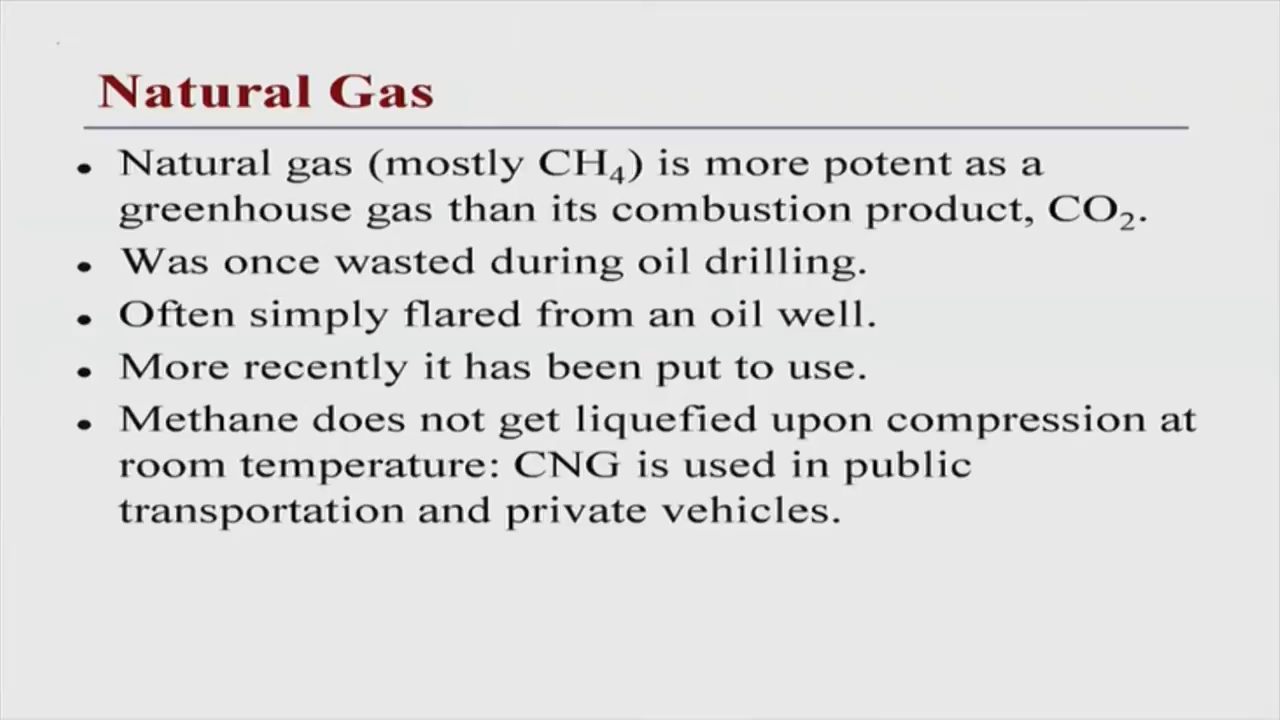 Natural Gas
• Natural gas (mostly CH₄) is more potent as a
greenhouse gas than its combustion product, CO₂.
• Was once wasted during oil drilling.
• Often simply flared from an oil well.
• More recently it has been put to use.
• Methane does not get liquefied upon compression at
room temperature: CNG is used in public
transportation and private vehicles.